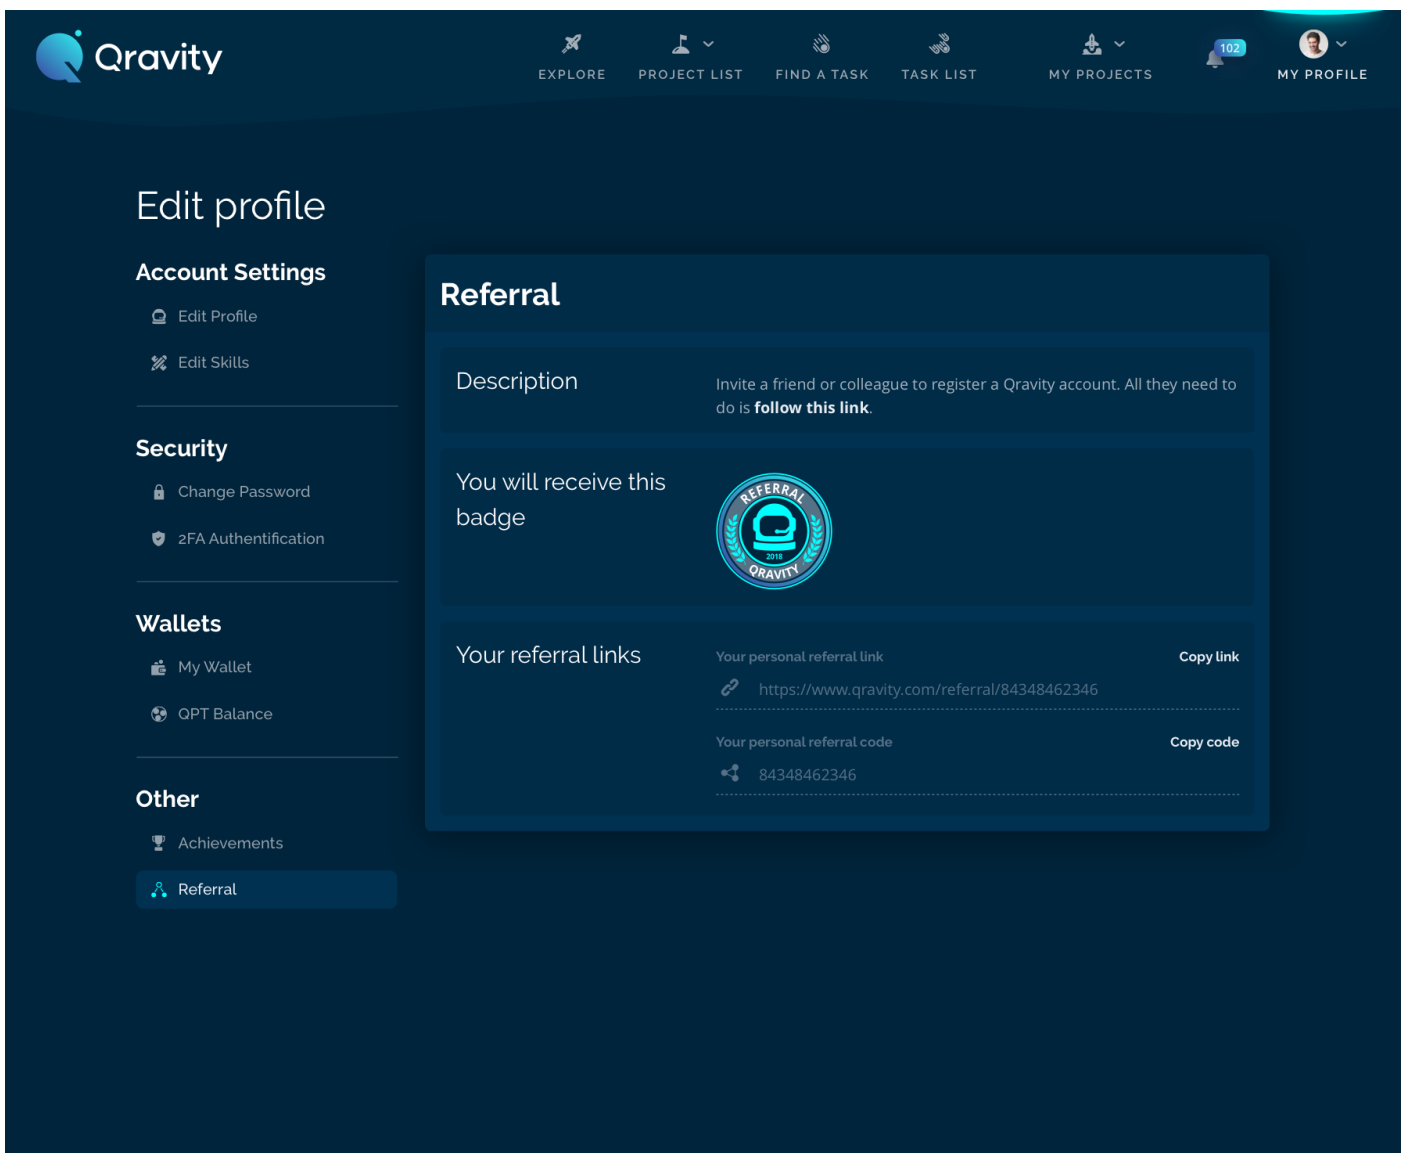 Qravity
EXPLORE
PROJECT LIST
FIND A TASK
TASK LIST
MY PROJECTS
102
MY PROFILE
Edit profile
Account Settings
Edit Profile
Edit Skills
Security
Change Password
2FA Authentification
Wallets
My Wallet
QPT Balance
Other
Achievements
Referral
Referral
Description
Invite a friend or colleague to register a Qravity account. All they need to
do is follow this link.
You will receive this
badge
REFERRAL
2018
QRAVITY
Your referral links
Your personal referral link
Copy link
https://www.qravity.com/referral/84348462346
Your personal referral code
Copy code
84348462346